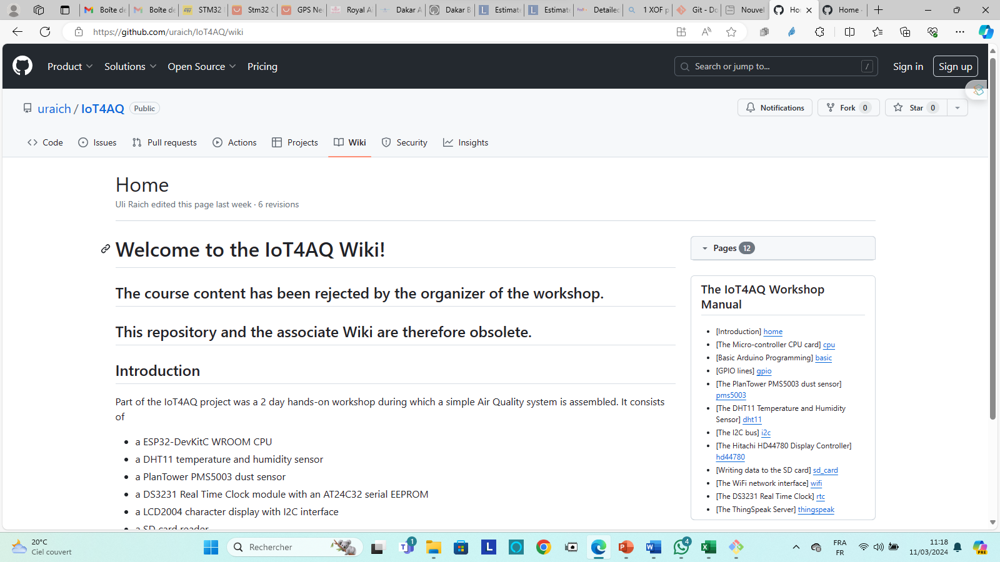 Boîte de
Boîte de
STM32
Stm32 C
GPS Ne
Royal A
Dakar A
Dakar B
Estimate
Estimate
Detailed
1 XOF p
Git - Do
Nouvel
Ho
Home ·
https://github.com/uraich/IoT4AQ/wiki
Product
Solutions
Open Source
Pricing
Search or jump to...
/
Sign in
Sign up
uraich / IoT4AQ Public
Notifications
Fork 0
Star 0
Code
Issues
Pull requests
Actions
Projects
Wiki
Security
Insights
Home
Uli Raich edited this page last week · 6 revisions
Welcome to the IoT4AQ Wiki!
The course content has been rejected by the organizer of the workshop.
This repository and the associate Wiki are therefore obsolete.
Introduction
Part of the IoT4AQ project was a 2 day hands-on workshop during which a simple Air Quality system is assembled. It consists
of
• a ESP32-DevKitC WROOM CPU
• a DHT11 temperature and humidity sensor
• a PlanTower PMS5003 dust sensor
• a DS3231 Real Time Clock module with an AT24C32 serial EEPROM
• a LCD2004 character display with I2C interface
• a SD card reader
Pages 12
The IoT4AQ Workshop
Manual
• [Introduction] home
• [The Micro-controller CPU card] cpu
• [Basic Arduino Programming] basic
• [GPIO lines] gpio
• [The PlanTower PMS5003 dust sensor]
pms5003
• [The DHT11 Temperature and Humidity
Sensor] dht11
• [The I2C bus] i2c
• [The Hitachi HD44780 Display Controller]
hd44780
• [Writing data to the SD card] sd_card
• [The WiFi network interface] wifi
• [The DS3231 Real Time Clock] rtc
• [The ThingSpeak Server] thingspeak
20°C
Ciel couvert
Rechercher
1
4
FRA
FR
11:18
11/03/2024
PRE